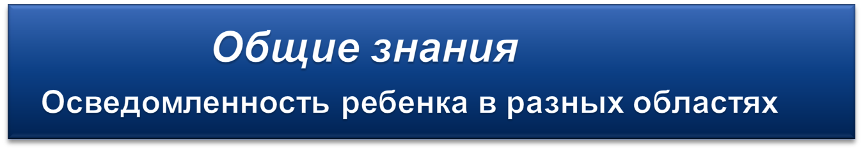 Общие знания
Осведомленность ребенка в разных областях